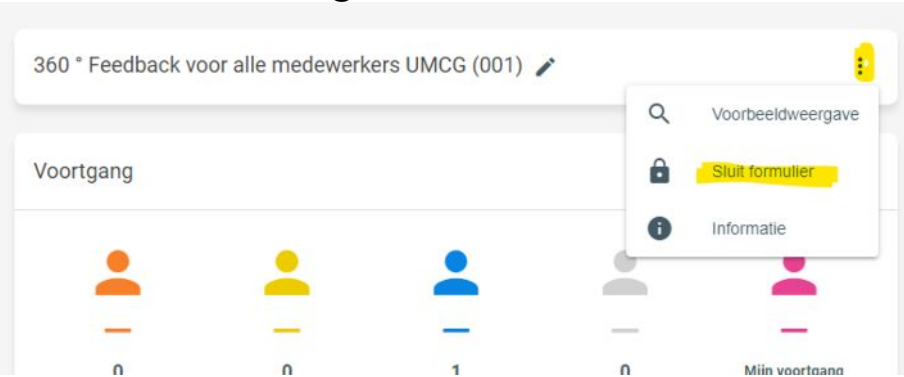 360 ° Feedback voor alle medewerkers UMCG (001)
Voorbeeldweergave
Sluit formulier
Informatie
Voortgang
0 0 1 0 Mijn voortgang